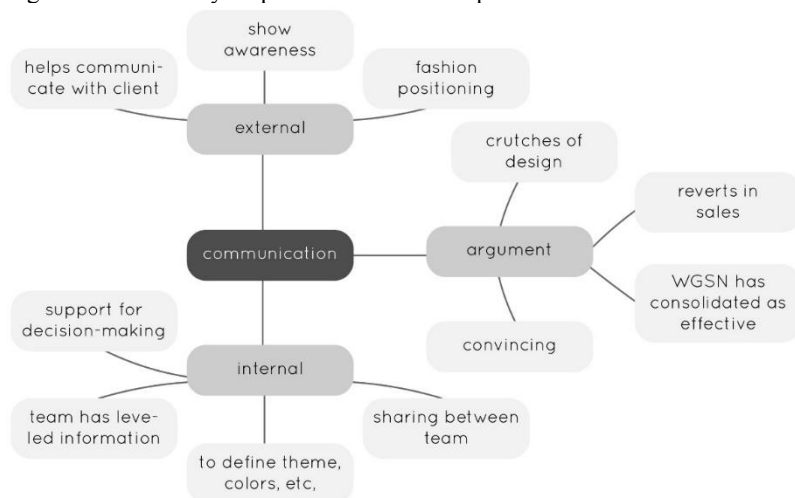 show
awareness
helps communi-
cate with client
fashion
positioning
external
crutches of
design
reverts in
sales
communication
argument
WGSN has
consolidated as
effective
support for
decision-making
convincing
internal
team has leve-
led information
sharing between
team
to define theme,
colors, etc,